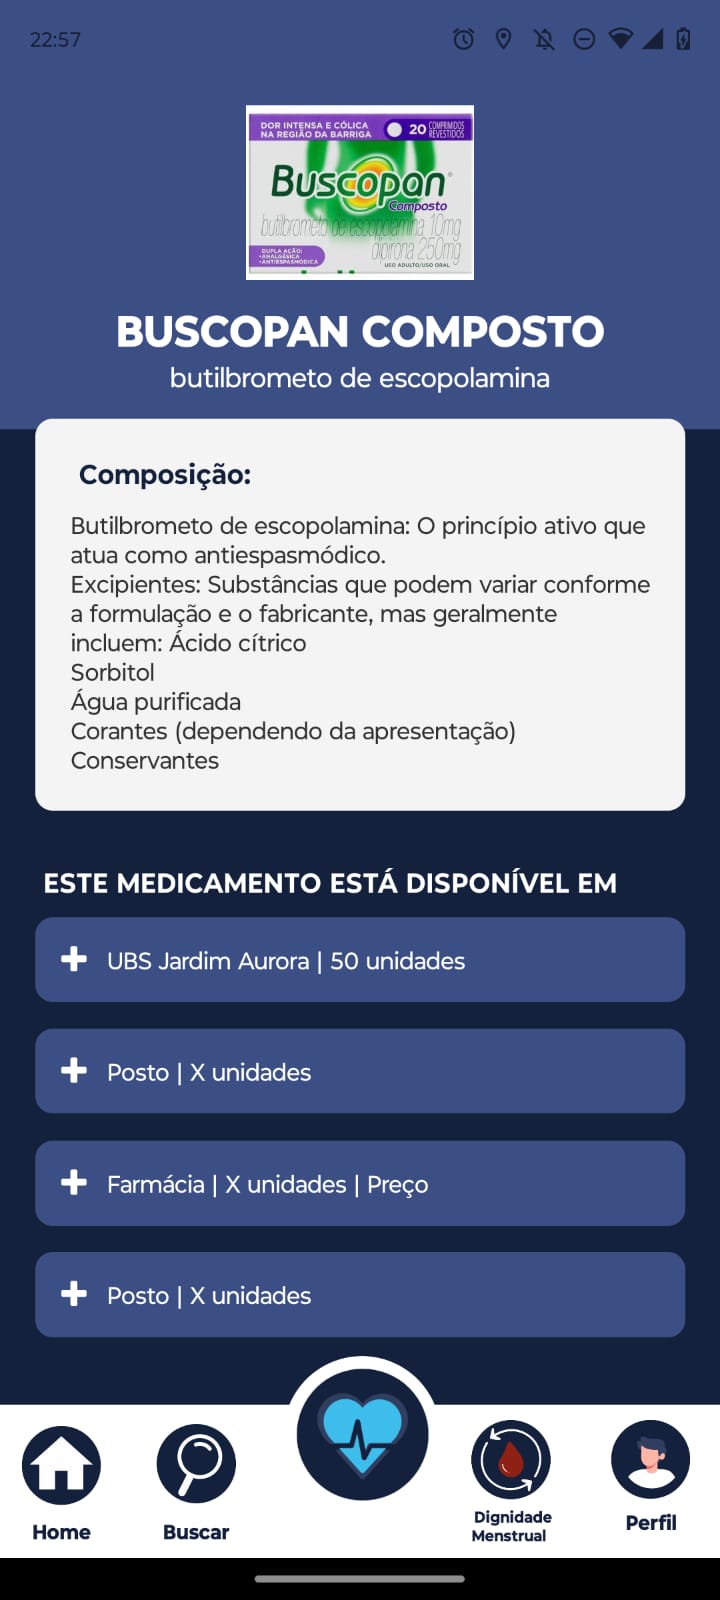 22:57
DOR INTENSA E CÓLICA
NA REGIÃO DA BARRIGA
20 COMPRIMIDOS REVESTIDOS
Buscopan®
Composto
butilbrometo de escopolamina 10mg
dipirona 250mg
DUPLA AÇÃO:
•ANALGÉSICA
•ANTIESPASMÓDICA
USO ADULTO/USO ORAL
BUSCOPAN COMPOSTO
butilbrometo de escopolamina
Composição:
Butilbrometo de escopolamina: O princípio ativo que
atua como antiespasmódico.
Excipientes: Substâncias que podem variar conforme
a formulação e o fabricante, mas geralmente
incluem: Ácido cítrico
Sorbitol
Água purificada
Corantes (dependendo da apresentação)
Conservantes
ESTE MEDICAMENTO ESTÁ DISPONÍVEL EM
UBS Jardim Aurora | 50 unidades
Posto | X unidades
Farmácia | X unidades | Preço
Posto | X unidades
Home
Buscar
Dignidade
Menstrual
Perfil